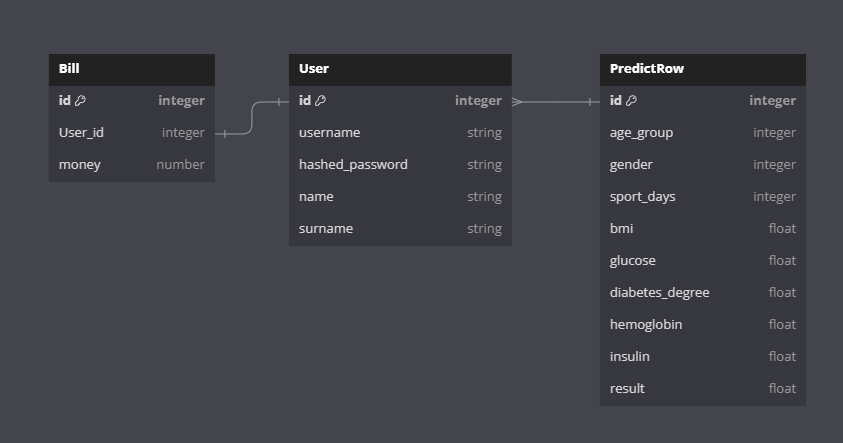 Bill
id integer
User_id integer
money number
User
id integer
username string
hashed_password string
name string
surname string
PredictRow
id integer
age_group integer
gender integer
sport_days integer
bmi float
glucose float
diabetes_degree float
hemoglobin float
insulin float
result float